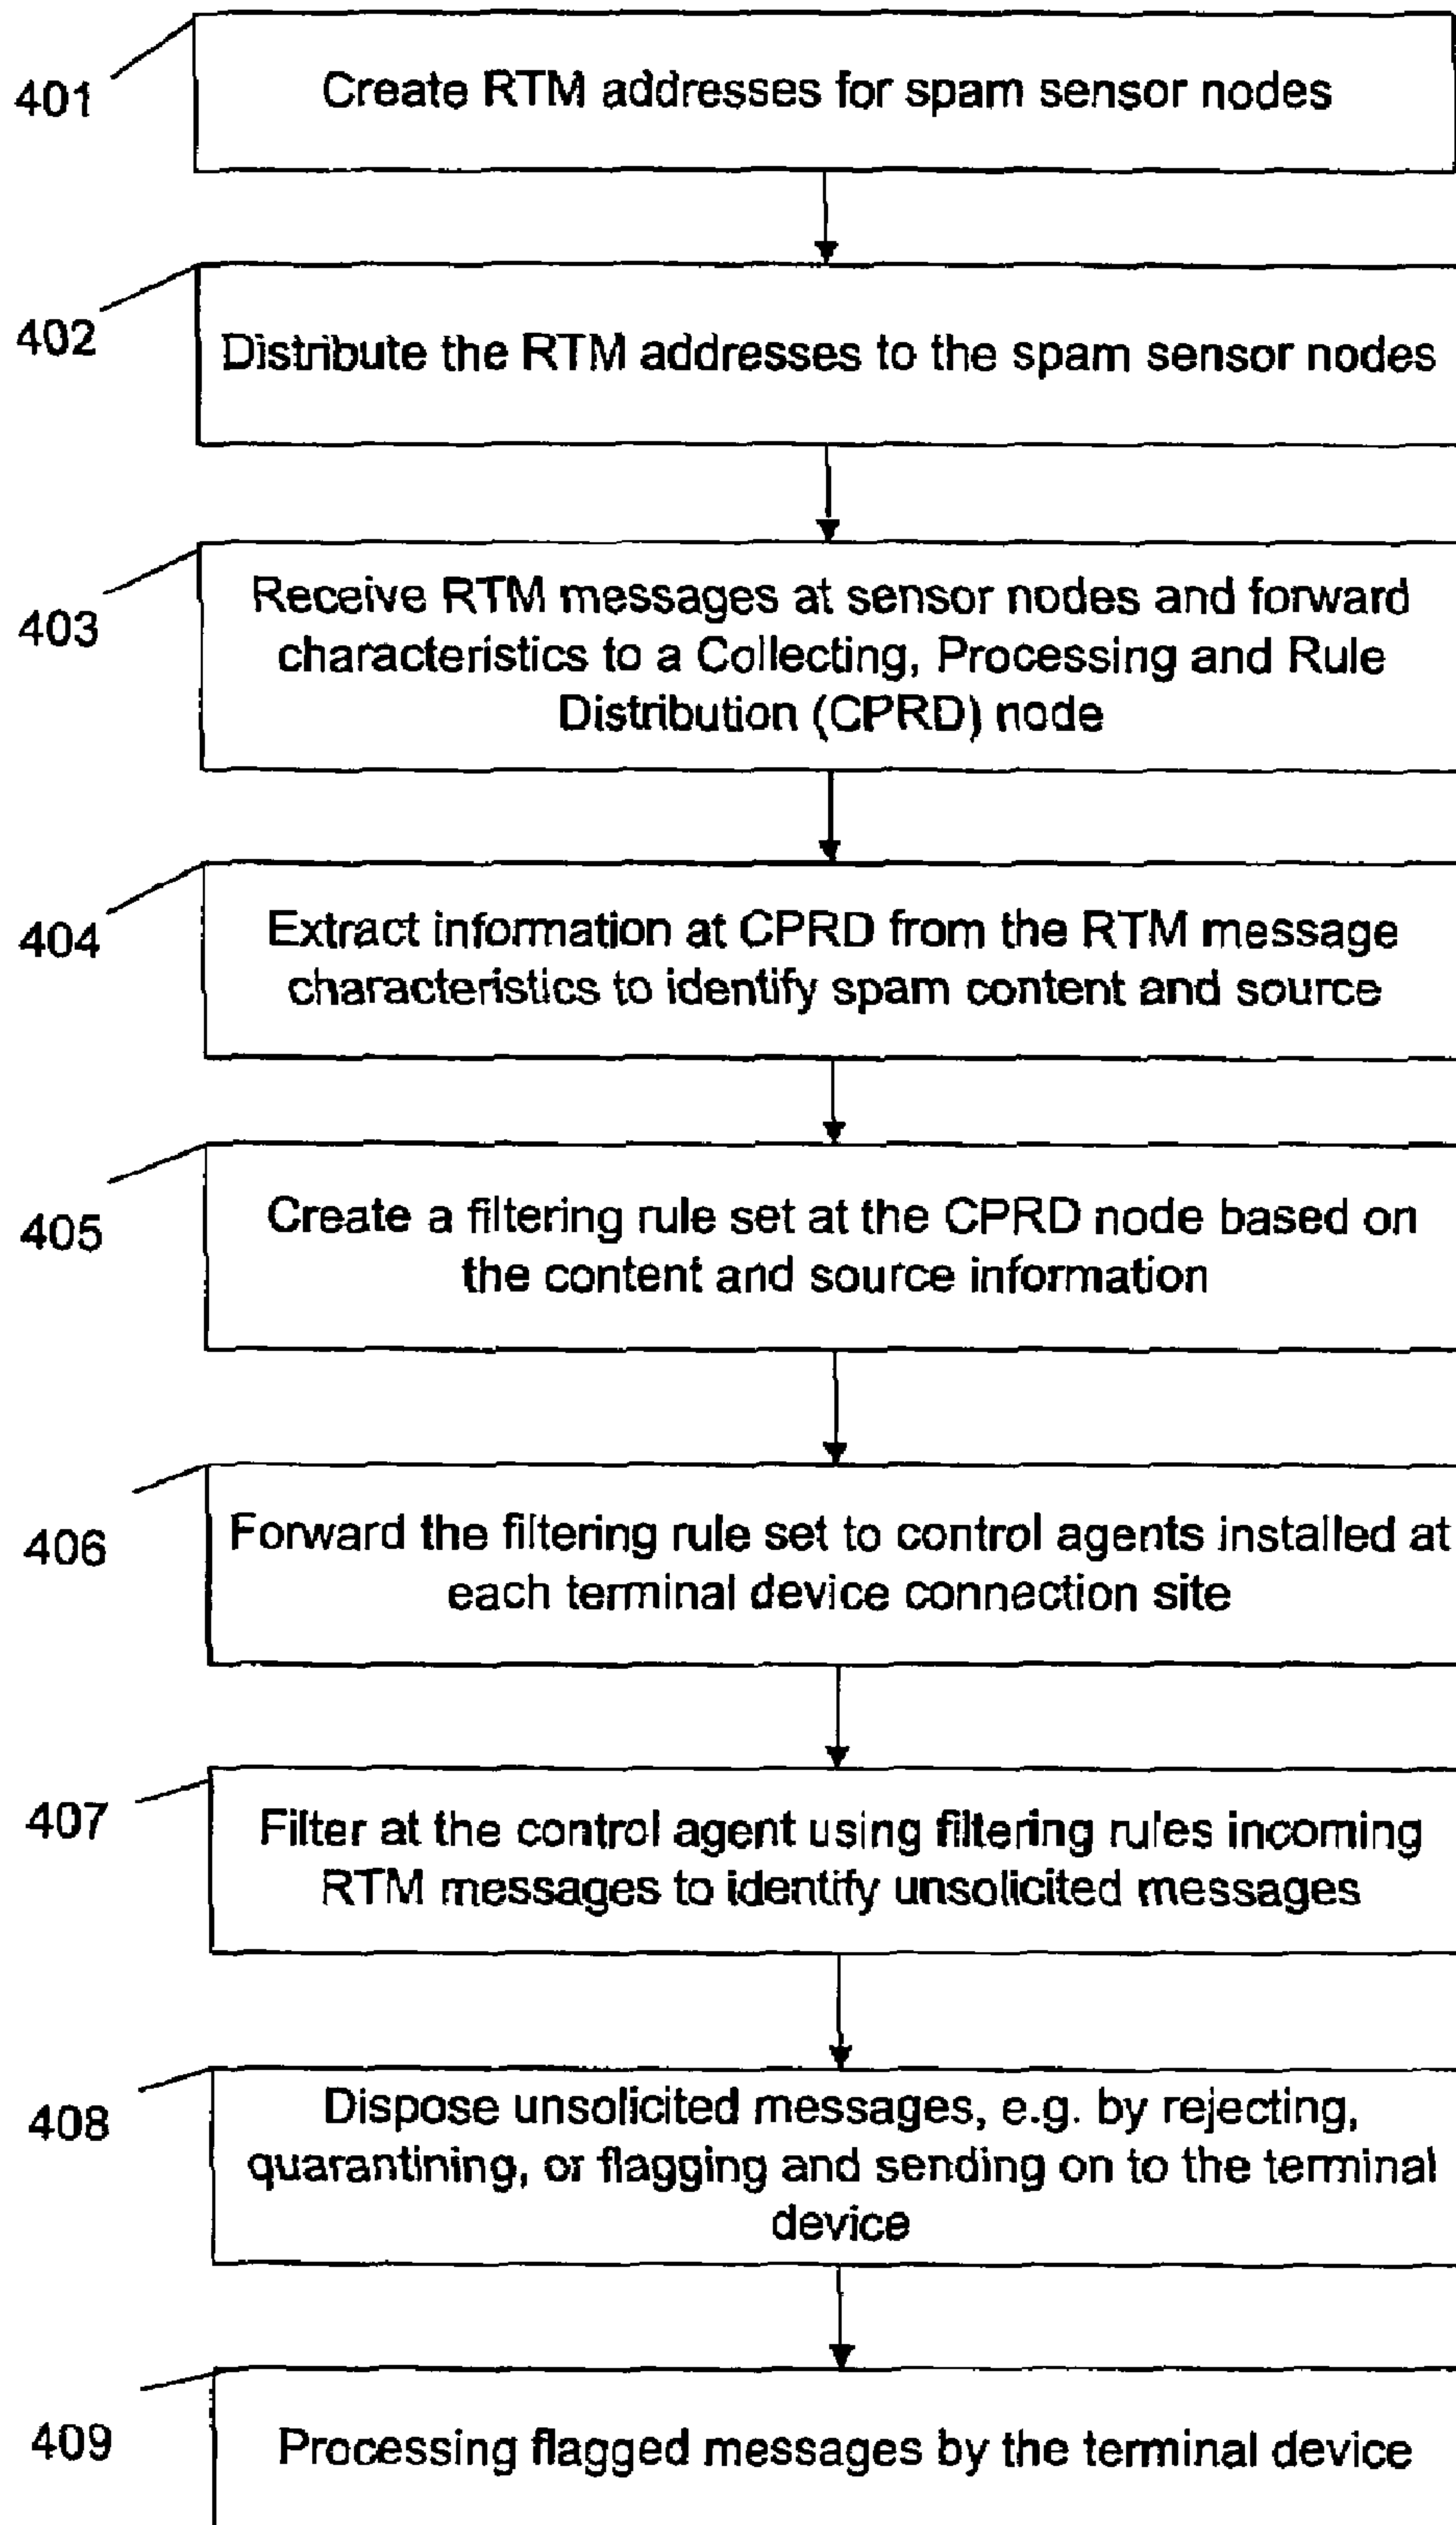 401
Create RTM addresses for spam sensor nodes
402
Distribute the RTM addresses to the spam sensor nodes
403
Receive RTM messages at sensor nodes and forward
characteristics to a Collecting, Processing and Rule
Distribution (CPRD) node
404
Extract information at CPRD from the RTM message
characteristics to identify spam content and source
405
Create a filtering rule set at the CPRD node based on
the content and source information
406
Forward the filtering rule set to control agents installed at
each terminal device connection site
407
Filter at the control agent using filtering rules incoming
RTM messages to identify unsolicited messages
408
Dispose unsolicited messages, e.g. by rejecting,
quarantining, or flagging and sending on to the terminal
device
409
Processing flagged messages by the terminal device